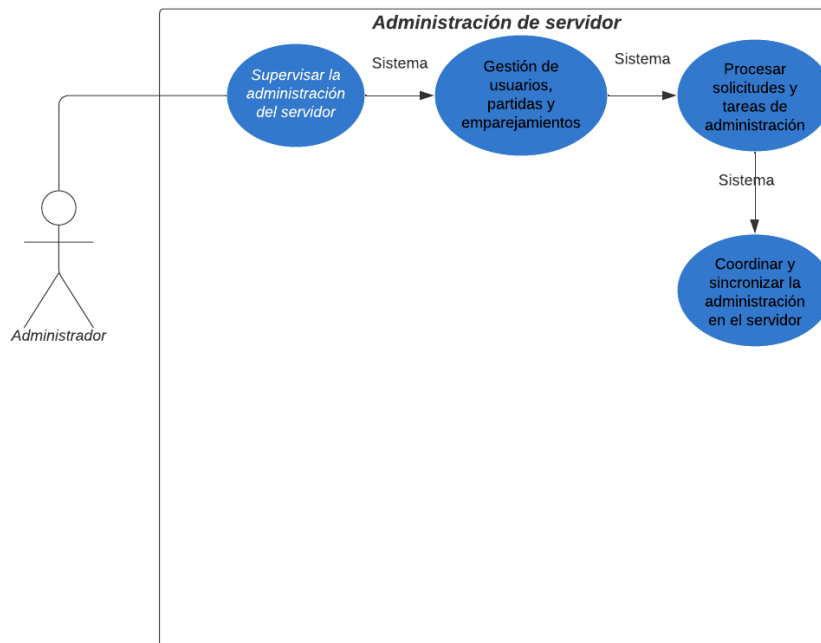 Administración de servidor
Supervisar la
administración
del servidor
Sistema
Gestión de
usuarios,
partidas y
emparejamientos
Sistema
Procesar
solicitudes y
tareas de
administración
Sistema
Coordinar y
sincronizar la
administración
en el servidor
Administrador